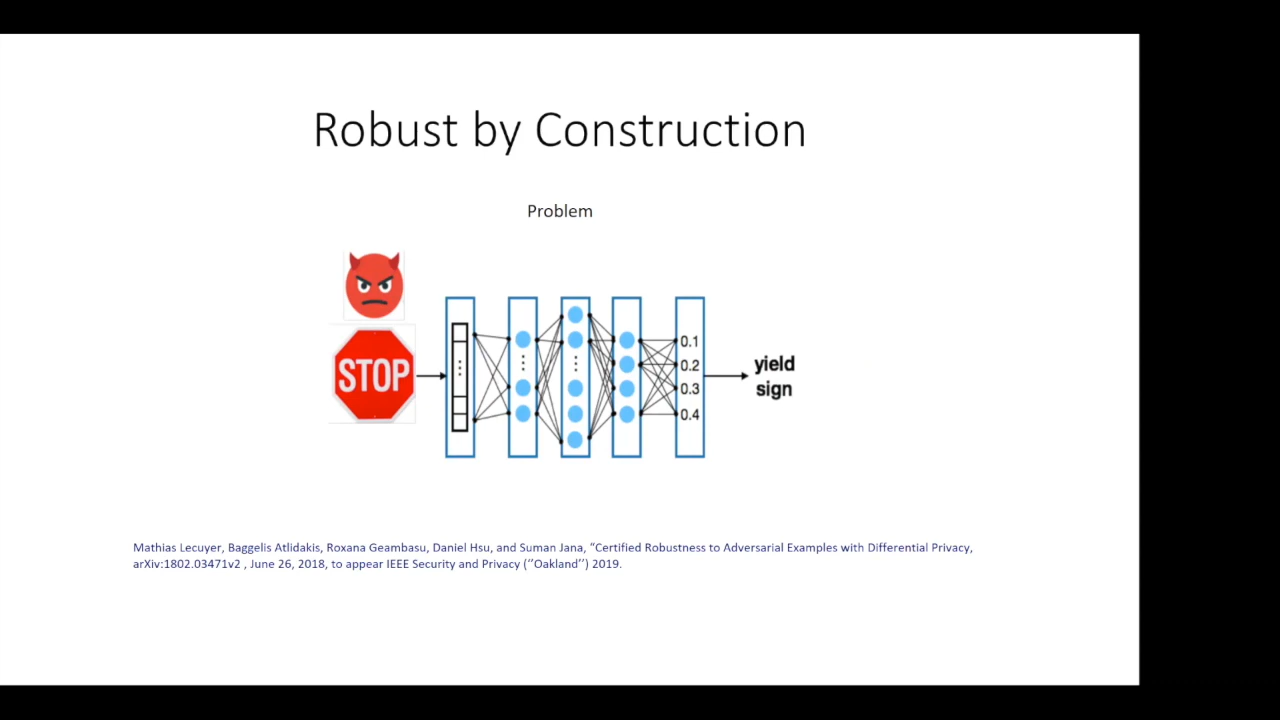 Robust by Construction
Problem
STOP
0.1
0.2
0.3
0.4
yield
sign
Mathias Lecuyer, Baggelis Atlidakis, Roxana Geambasu, Daniel Hsu, and Suman Jana, “Certified Robustness to Adversarial Examples with Differential Privacy,
arXiv:1802.03471v2 , June 26, 2018, to appear IEEE Security and Privacy (‘‘Oakland’’) 2019.